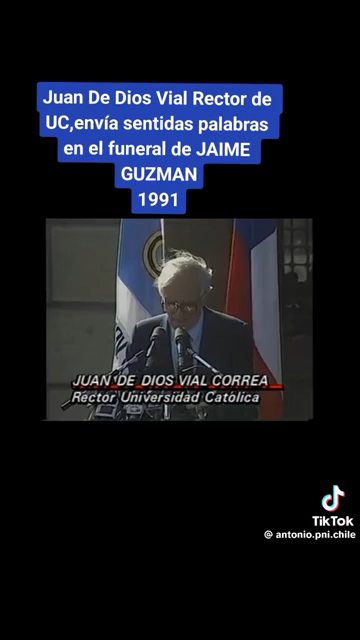 Juan De Dios Vial Rector de
UC,envía sentidas palabras
en el funeral de JAIME
GUZMAN
1991
JUAN DE DIOS VIAL CORREA
Rector Universidad Católica
TikTok
@ antonio.pni.chile